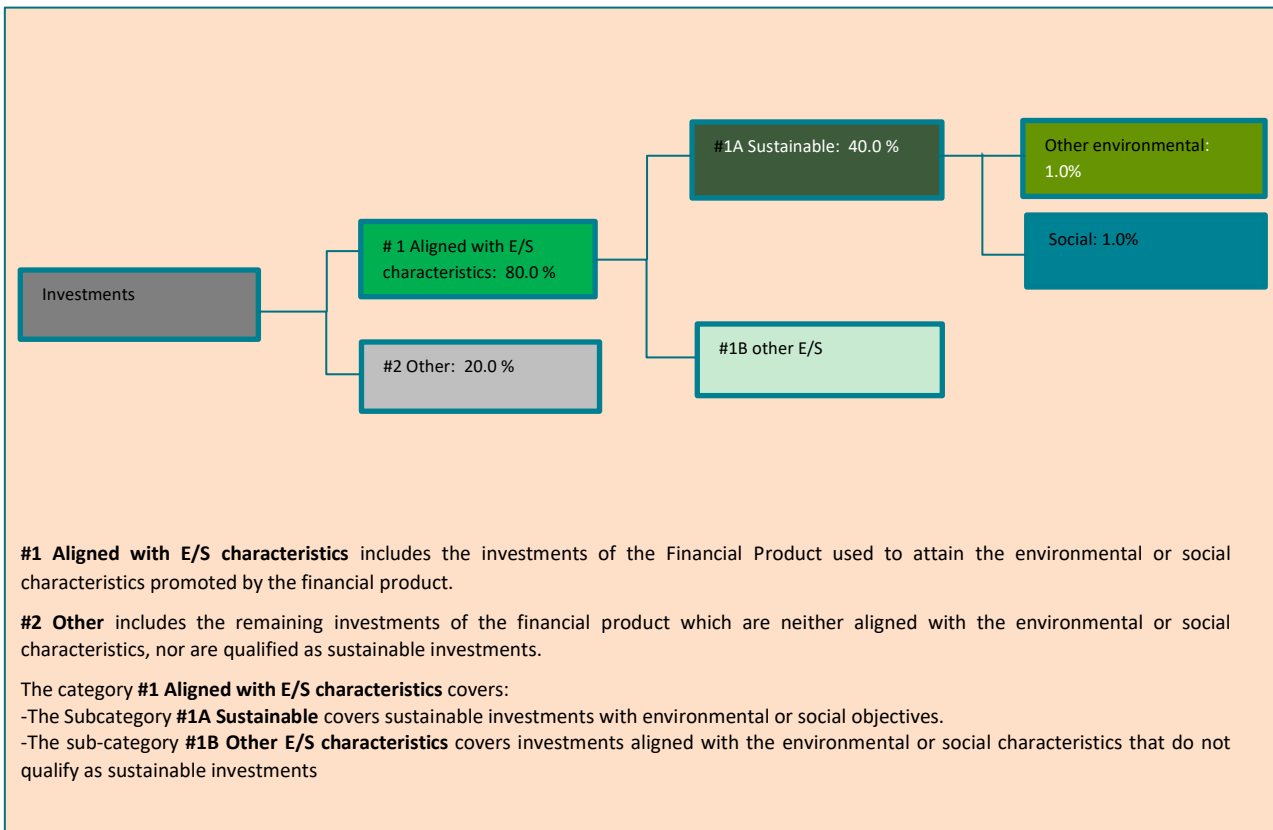 #1A Sustainable: 40.0 %
Other environmental:
1.0%
# 1 Aligned with E/S
characteristics: 80.0 %
Social: 1.0%
Investments
#1B other E/S
#2 Other: 20.0 %
#1 Aligned with E/S characteristics includes the investments of the Financial Product used to attain the environmental or social
characteristics promoted by the financial product.
#2 Other includes the remaining investments of the financial product which are neither aligned with the environmental or social
characteristics, nor are qualified as sustainable investments.
The category #1 Aligned with E/S characteristics covers:
-The Subcategory #1A Sustainable covers sustainable investments with environmental or social objectives.
-The sub-category #1B Other E/S characteristics covers investments aligned with the environmental or social characteristics that do not
qualify as sustainable investments